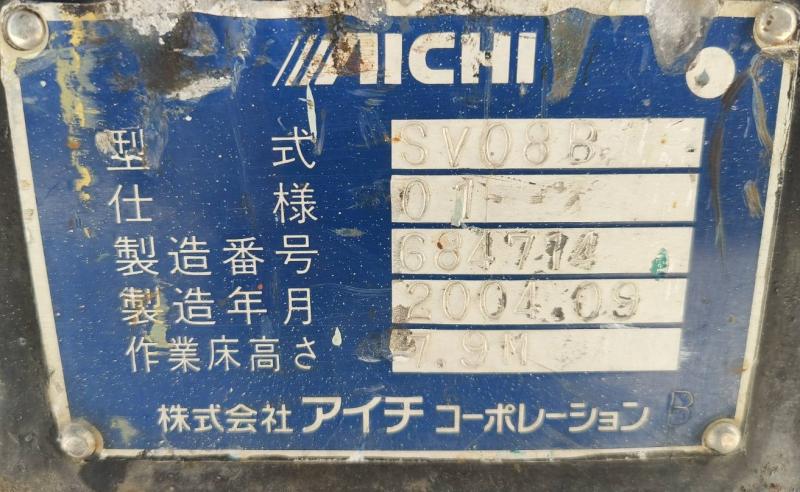 AICHI
型式 SV08B
仕様 01
製造番号 684714
製造年月 2004.09
作業床高さ 7.9M
株式会社 アイチ コーポレーション B